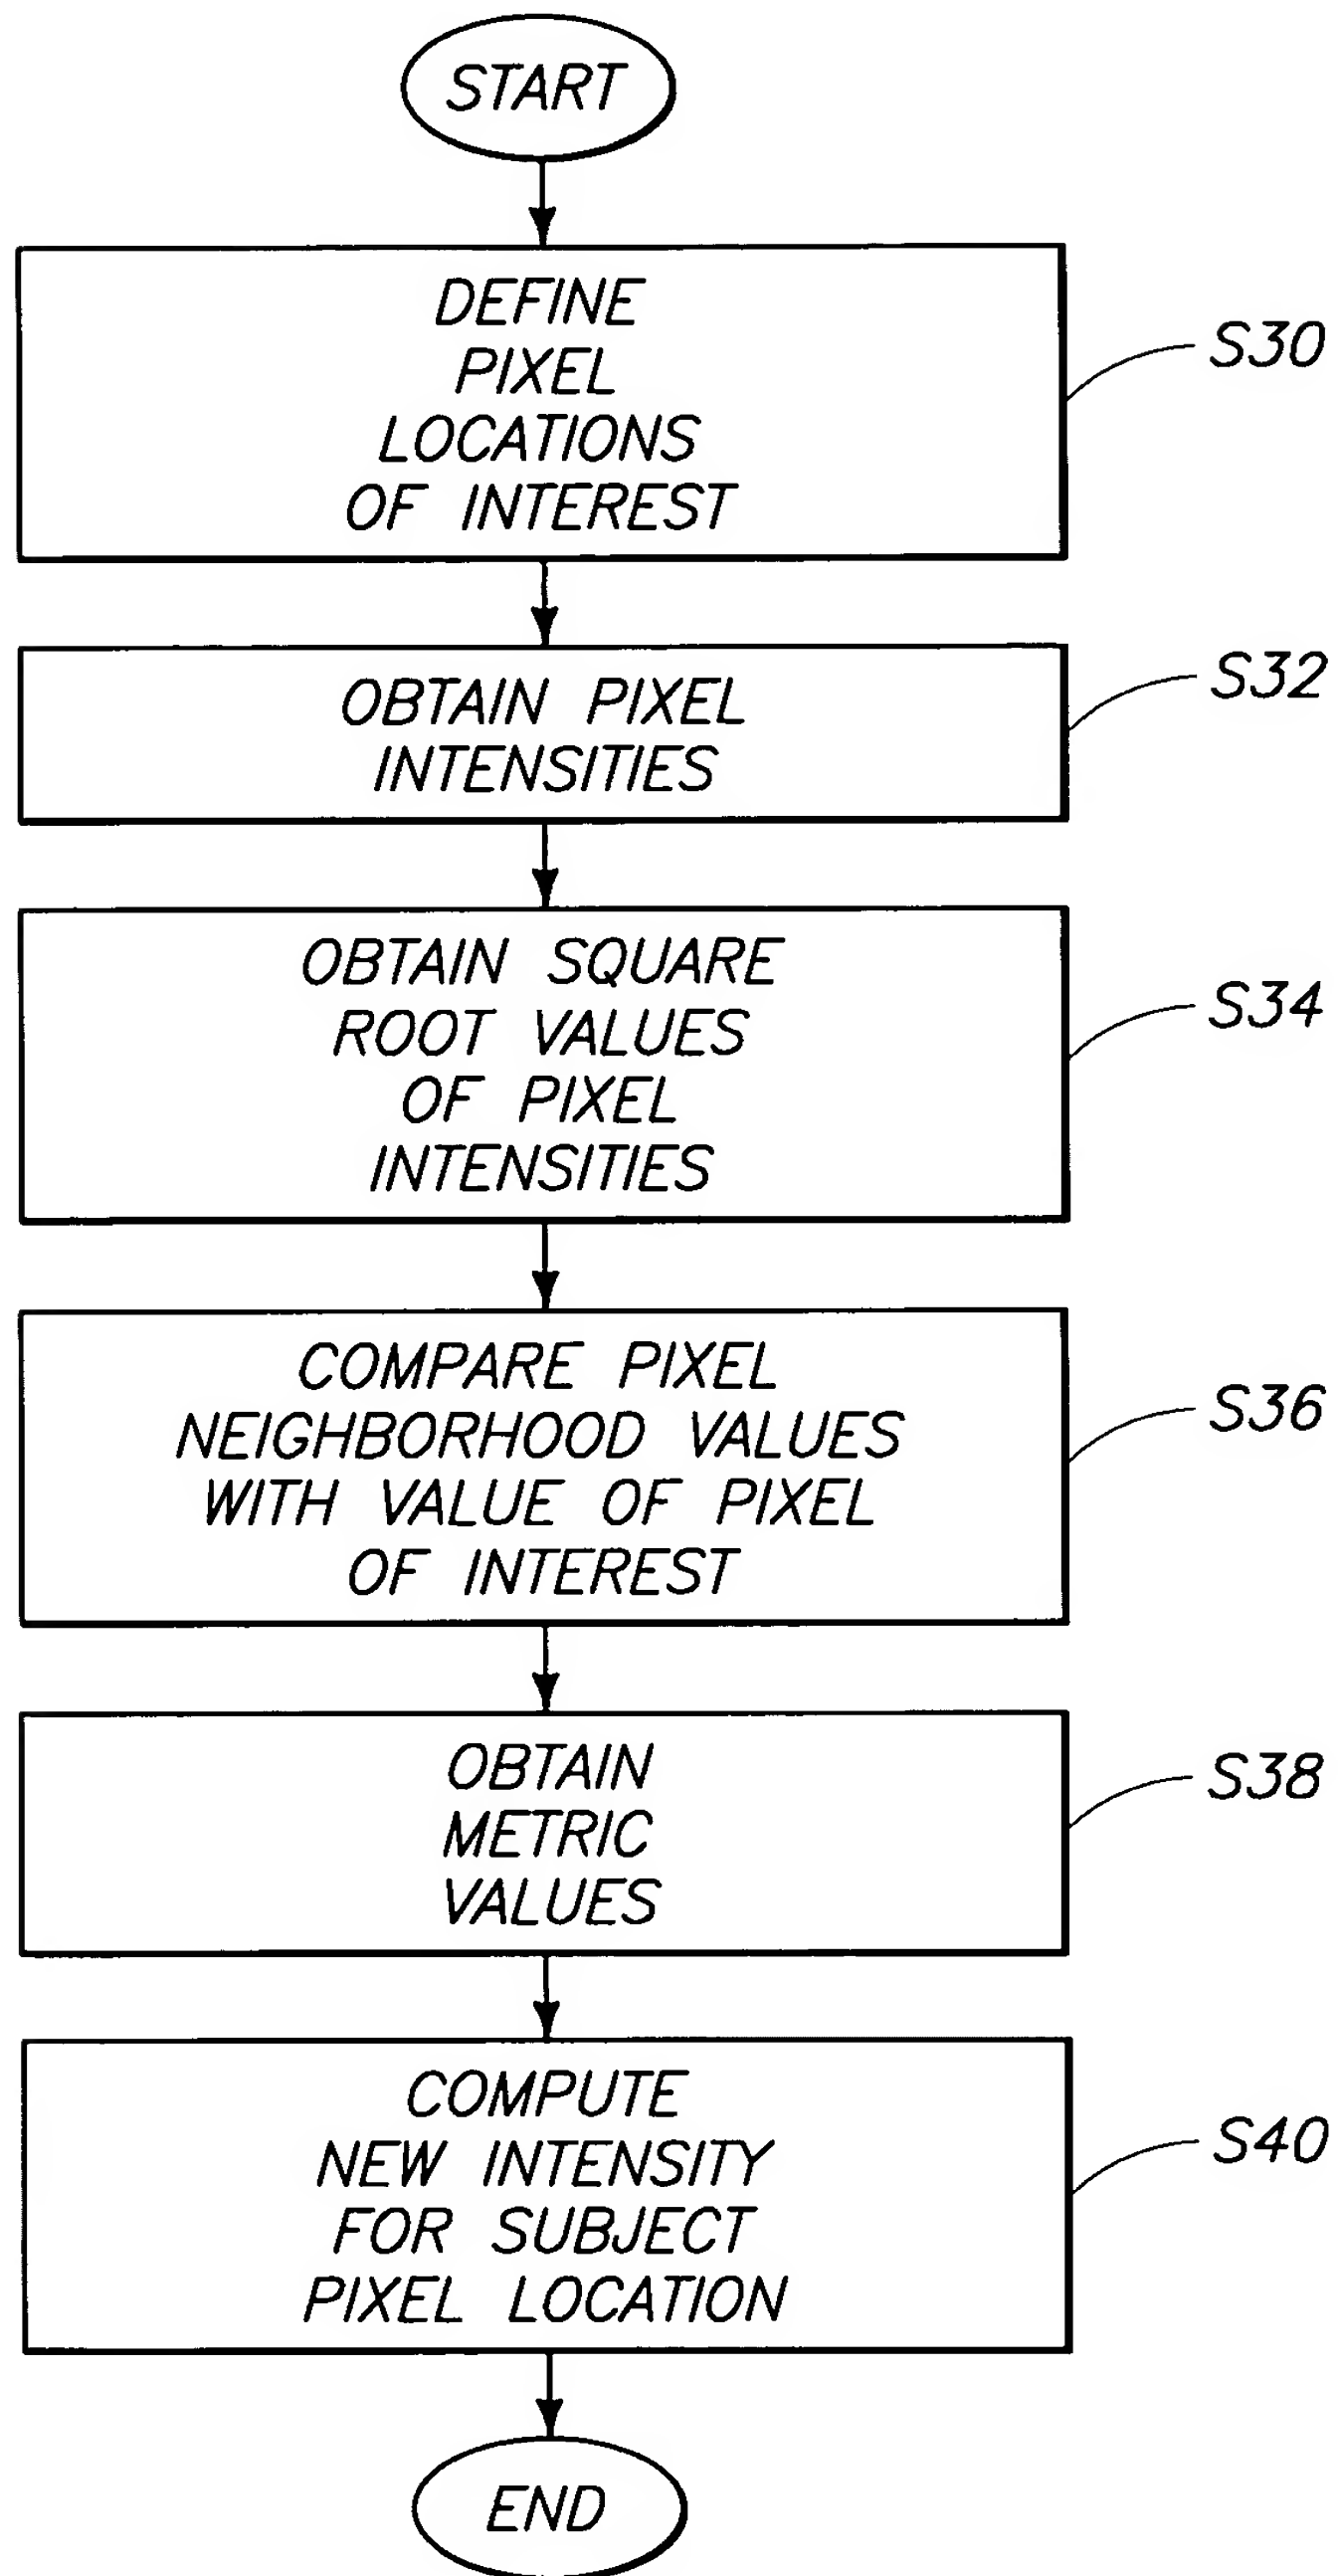 START
DEFINE
PIXEL
LOCATIONS
OF INTEREST
S30
OBTAIN PIXEL
INTENSITIES
S32
OBTAIN SQUARE
ROOT VALUES
OF PIXEL
INTENSITIES
S34
COMPARE PIXEL
NEIGHBORHOOD VALUES
WITH VALUE OF PIXEL
OF INTEREST
S36
OBTAIN
METRIC
VALUES
S38
COMPUTE
NEW INTENSITY
FOR SUBJECT
PIXEL LOCATION
S40
END